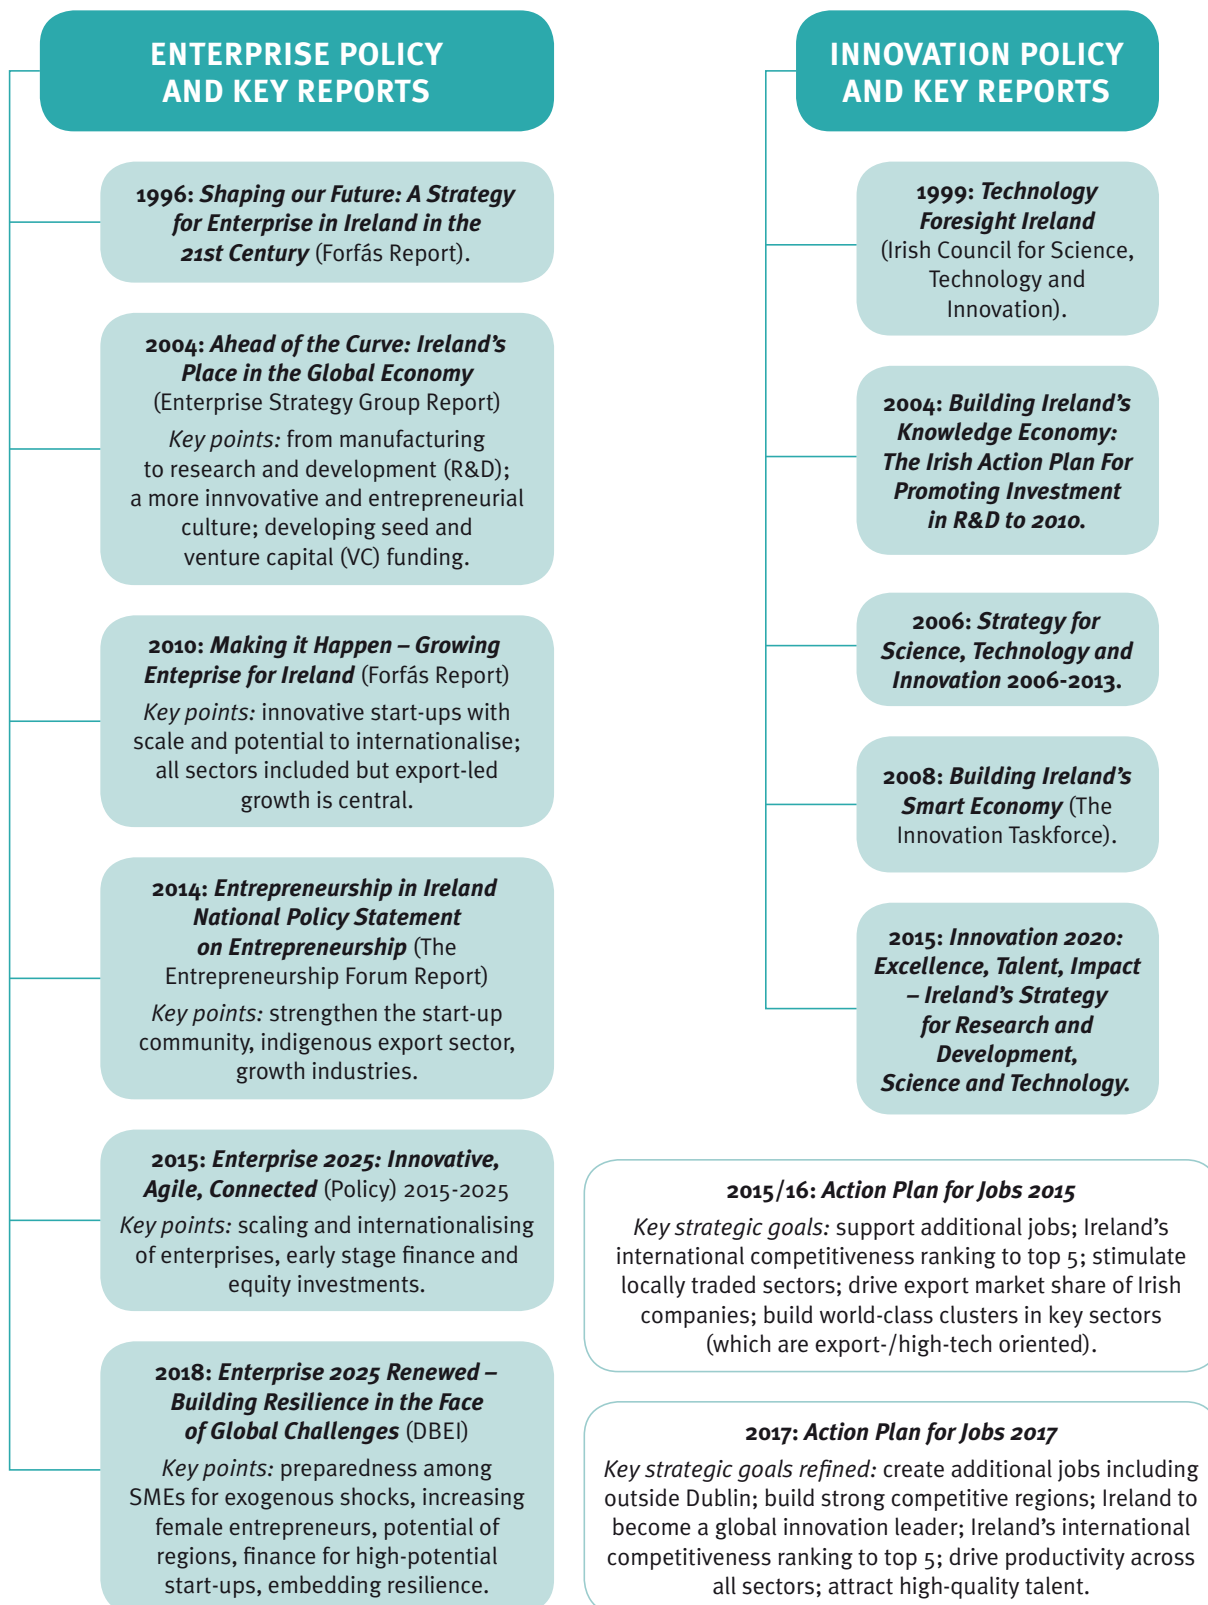 ENTERPRISE POLICY
AND KEY REPORTS
1996: Shaping our Future: A Strategy
for Enterprise in Ireland in the
21st Century (Forfás Report).
2004: Ahead of the Curve: Ireland’s
Place in the Global Economy
(Enterprise Strategy Group Report)
Key points: from manufacturing
to research and development (R&D);
a more innvovative and entrepreneurial
culture; developing seed and
venture capital (VC) funding.
2010: Making it Happen – Growing
Enteprise for Ireland (Forfás Report)
Key points: innovative start-ups with
scale and potential to internationalise;
all sectors included but export-led
growth is central.
2014: Entrepreneurship in Ireland
National Policy Statement
on Entrepreneurship (The
Entrepreneurship Forum Report)
Key points: strengthen the start-up
community, indigenous export sector,
growth industries.
2015: Enterprise 2025: Innovative,
Agile, Connected (Policy) 2015-2025
Key points: scaling and internationalising
of enterprises, early stage finance and
equity investments.
2018: Enterprise 2025 Renewed –
Building Resilience in the Face
of Global Challenges (DBEI)
Key points: preparedness among
SMEs for exogenous shocks, increasing
female entrepreneurs, potential of
regions, finance for high-potential
start-ups, embedding resilience.
INNOVATION POLICY
AND KEY REPORTS
1999: Technology
Foresight Ireland
(Irish Council for Science,
Technology and
Innovation).
2004: Building Ireland’s
Knowledge Economy:
The Irish Action Plan For
Promoting Investment
in R&D to 2010.
2006: Strategy for
Science, Technology and
Innovation 2006-2013.
2008: Building Ireland’s
Smart Economy (The
Innovation Taskforce).
2015: Innovation 2020:
Excellence, Talent, Impact
– Ireland’s Strategy
for Research and
Development,
Science and Technology.
2015/16: Action Plan for Jobs 2015
Key strategic goals: support additional jobs; Ireland’s
international competitiveness ranking to top 5; stimulate
locally traded sectors; drive export market share of Irish
companies; build world-class clusters in key sectors
(which are export-/high-tech oriented).
2017: Action Plan for Jobs 2017
Key strategic goals refined: create additional jobs including
outside Dublin; build strong competitive regions; Ireland to
become a global innovation leader; Ireland’s international
competitiveness ranking to top 5; drive productivity across
all sectors; attract high-quality talent.